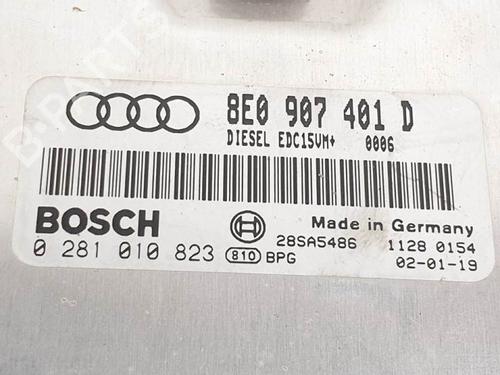 8E0 907 401 D
DIESEL EDC15VM+ 0006
BOSCH
Made in Germany
0 281 010 823 810 BPG
28SA5486 1128 0154
02-01-19
B-PARTS